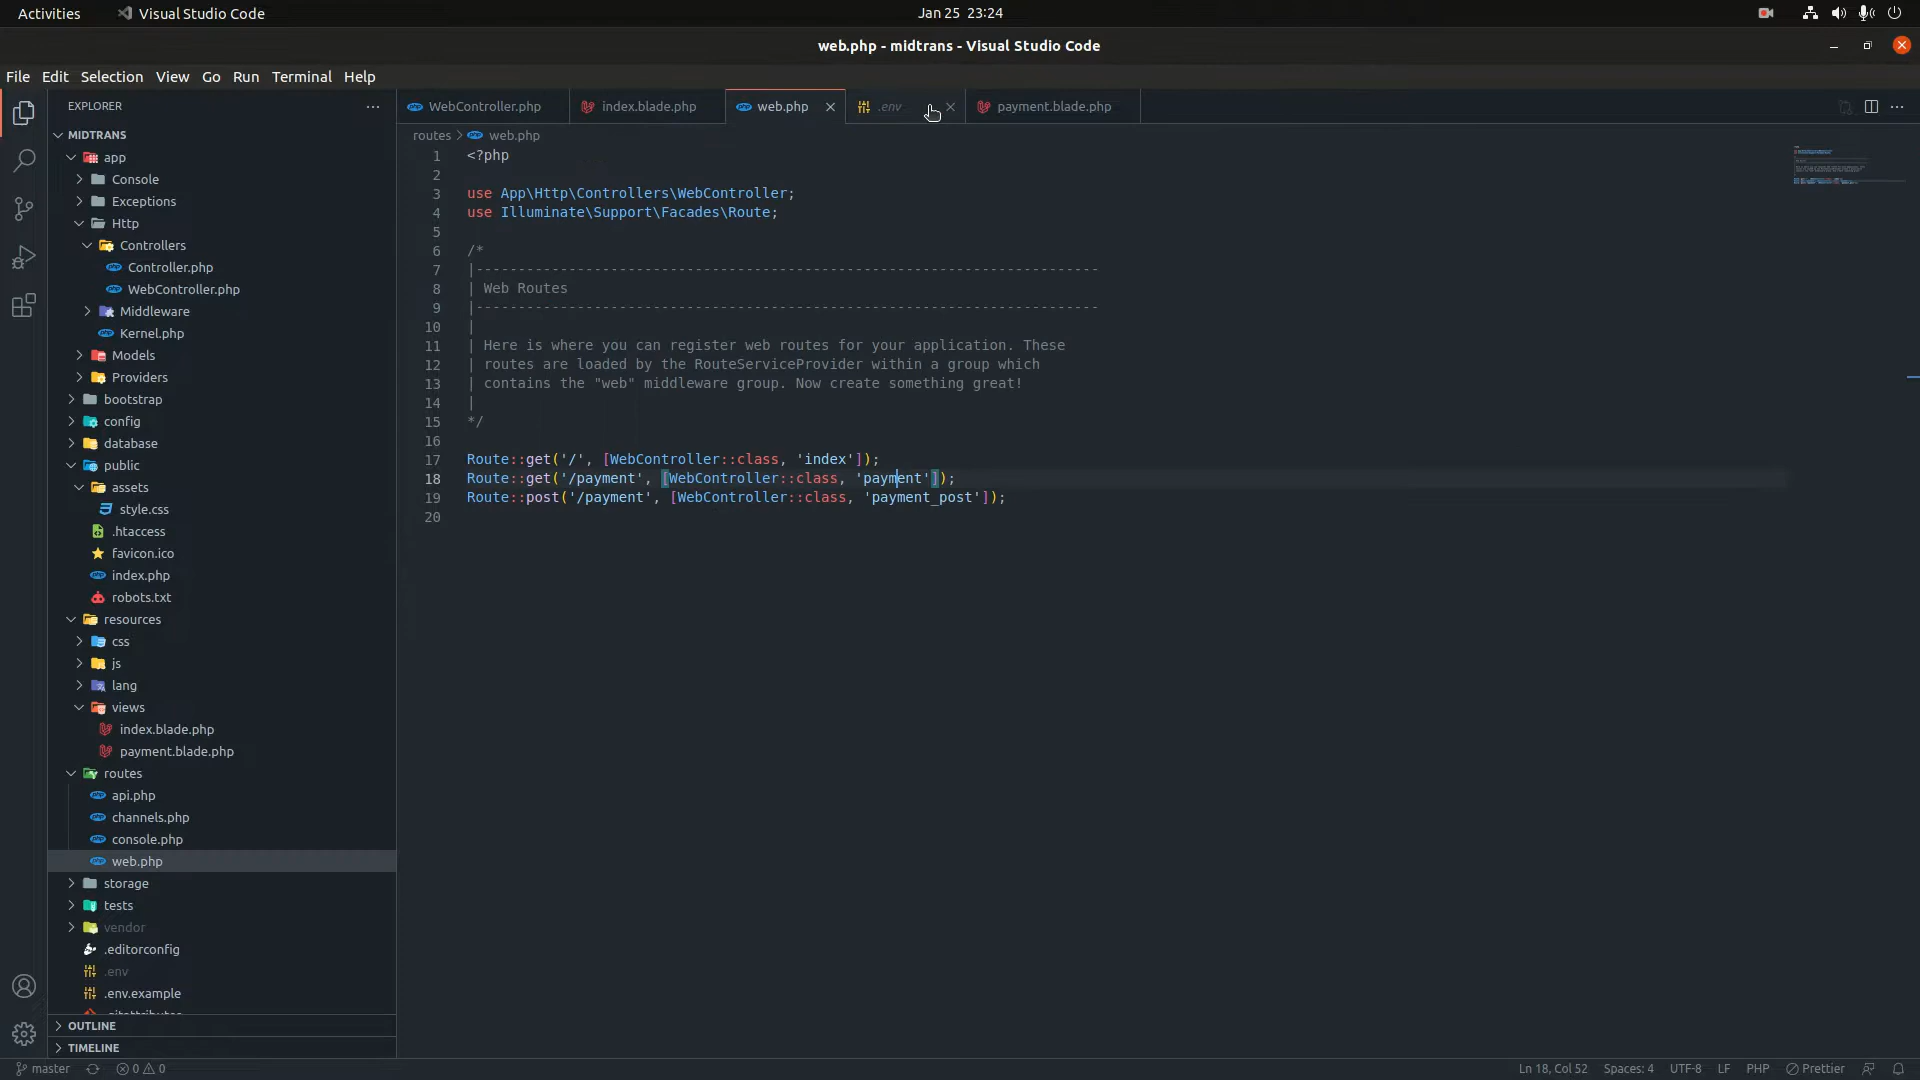 Activities
Visual Studio Code
Jan 25 23:24
web.php - midtrans - Visual Studio Code
File Edit Selection View Go Run Terminal Help
EXPLORER
MIDTRANS
app
Console
Exceptions
Http
Controllers
Controller.php
WebController.php
Middleware
Kernel.php
Models
Providers
bootstrap
config
database
public
assets
style.css
.htaccess
favicon.ico
index.php
robots.txt
resources
css
js
lang
views
index.blade.php
payment.blade.php
routes
api.php
channels.php
console.php
web.php
storage
tests
vendor
.editorconfig
.env
.env.example
.gitattributes
OUTLINE
TIMELINE
WebController.php
index.blade.php
web.php
.env
payment.blade.php
routes > web.php
1 <?php
2
3 use App\Http\Controllers\WebController;
4 use Illuminate\Support\Facades\Route;
5
6 /*
7 |--------------------------------------------------------------------------
8 | Web Routes
9 |--------------------------------------------------------------------------
10 |
11 | Here is where you can register web routes for your application. These
12 | routes are loaded by the RouteServiceProvider within a group which
13 | contains the "web" middleware group. Now create something great!
14 |
15 */
16
17 Route::get('/', [WebController::class, 'index']);
18 Route::get('/payment', [WebController::class, 'payment']);
19 Route::post('/payment', [WebController::class, 'payment_post']);
20
master
0 0
Ln 18, Col 52
Spaces: 4
UTF-8
LF
PHP
Prettier